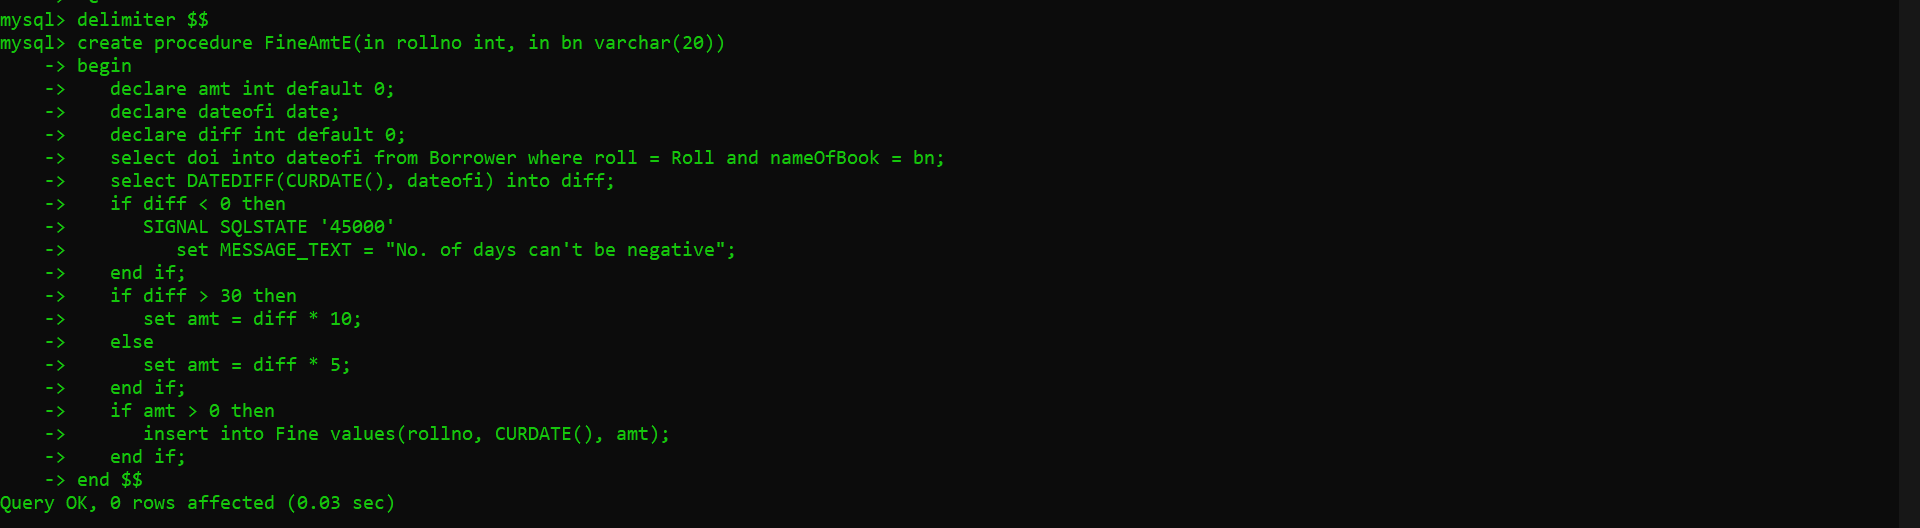 mysql> delimiter $$
mysql> create procedure FineAmtE(in rollno int, in bn varchar(20))
    -> begin
    ->    declare amt int default 0;
    ->    declare dateofi date;
    ->    declare diff int default 0;
    ->    select doi into dateofi from Borrower where roll = Roll and nameOfBook = bn;
    ->    select DATEDIFF(CURDATE(), dateofi) into diff;
    ->    if diff < 0 then
    ->       SIGNAL SQLSTATE '45000'
    ->          set MESSAGE_TEXT = "No. of days can't be negative";
    ->    end if;
    ->    if diff > 30 then
    ->       set amt = diff * 10;
    ->    else
    ->       set amt = diff * 5;
    ->    end if;
    ->    if amt > 0 then
    ->       insert into Fine values(rollno, CURDATE(), amt);
    ->    end if;
    -> end $$
Query OK, 0 rows affected (0.03 sec)